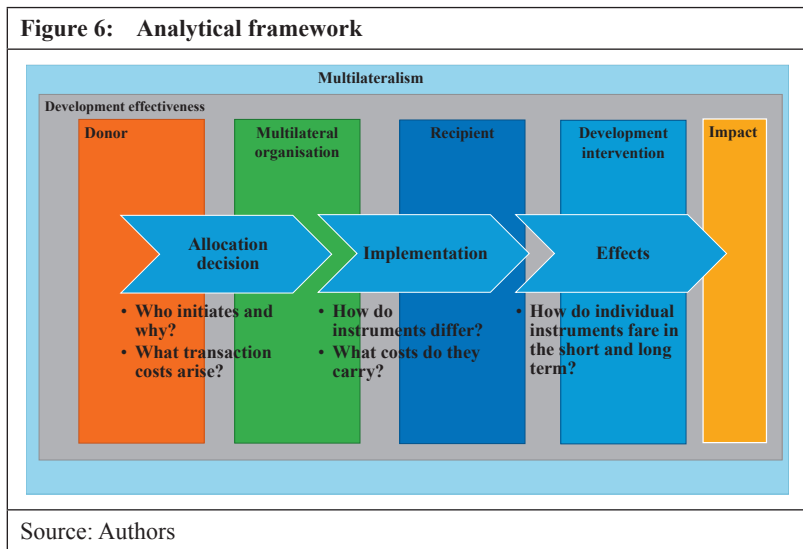 Figure 6: Analytical framework
Multilateralism
Development effectiveness
Donor
Multilateral
organisation
Recipient
Development
intervention
Impact
Allocation
decision
Implementation
Effects
• Who initiates and
why?
• What transaction
costs arise?
• How do
instruments differ?
• What costs do they
carry?
• How do individual
instruments fare in
the short and long
term?
Source: Authors